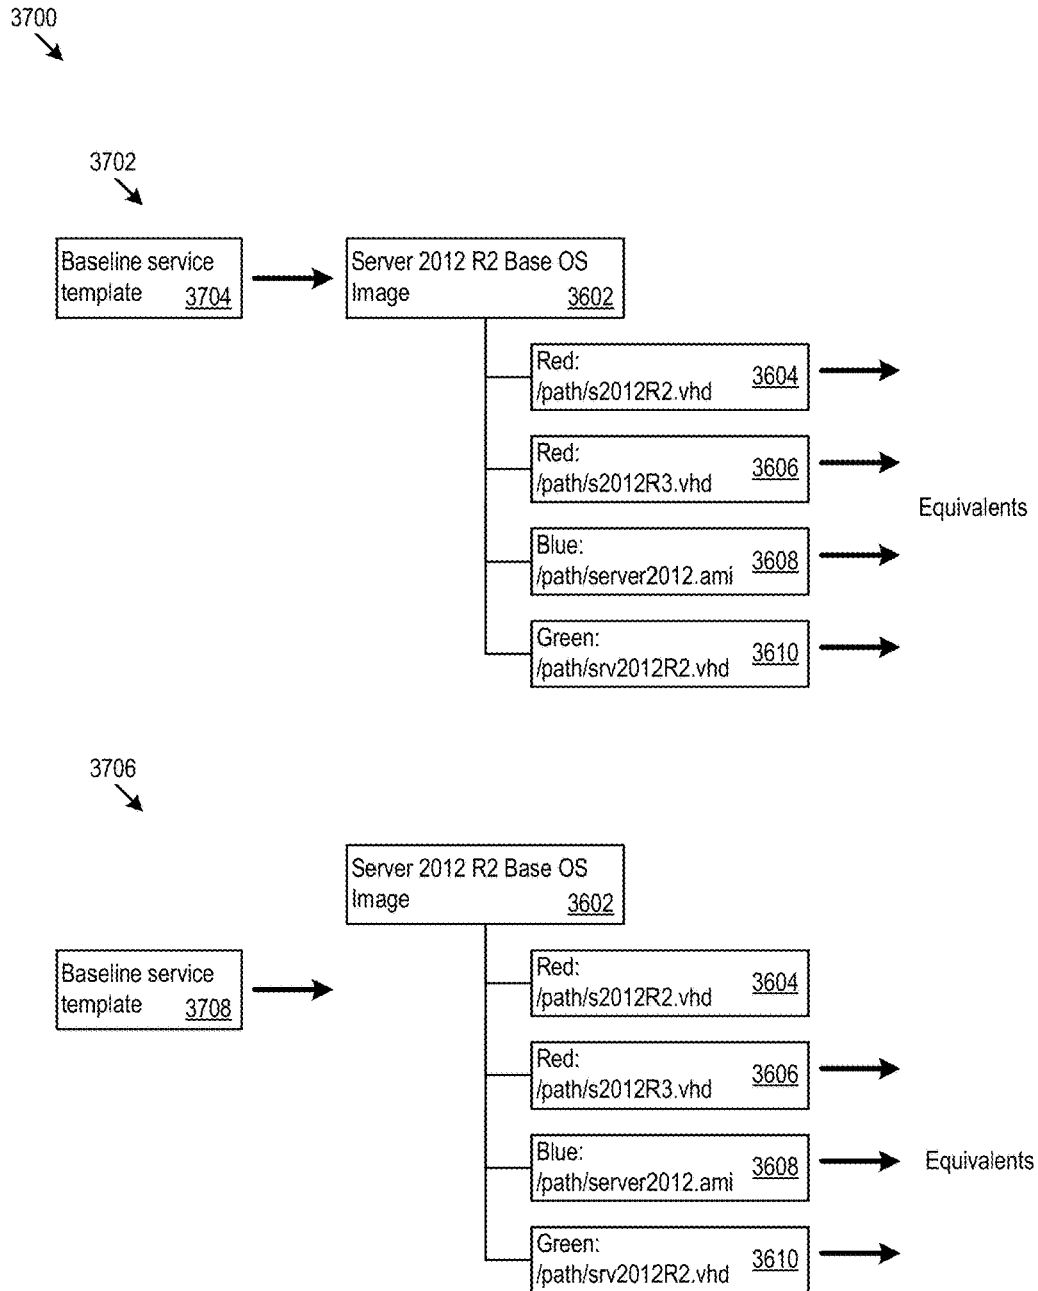 3700
3702
Baseline service
template 3704
Server 2012 R2 Base OS
Image 3602
Red:
/path/s2012R2.vhd 3604
Red:
/path/s2012R3.vhd 3606
Equivalents
Blue:
/path/server2012.ami 3608
Green:
/path/srv2012R2.vhd 3610
3706
Server 2012 R2 Base OS
Image 3602
Baseline service
template 3708
Red:
/path/s2012R2.vhd 3604
Red:
/path/s2012R3.vhd 3606
Blue:
/path/server2012.ami 3608
Equivalents
Green:
/path/srv2012R2.vhd 3610